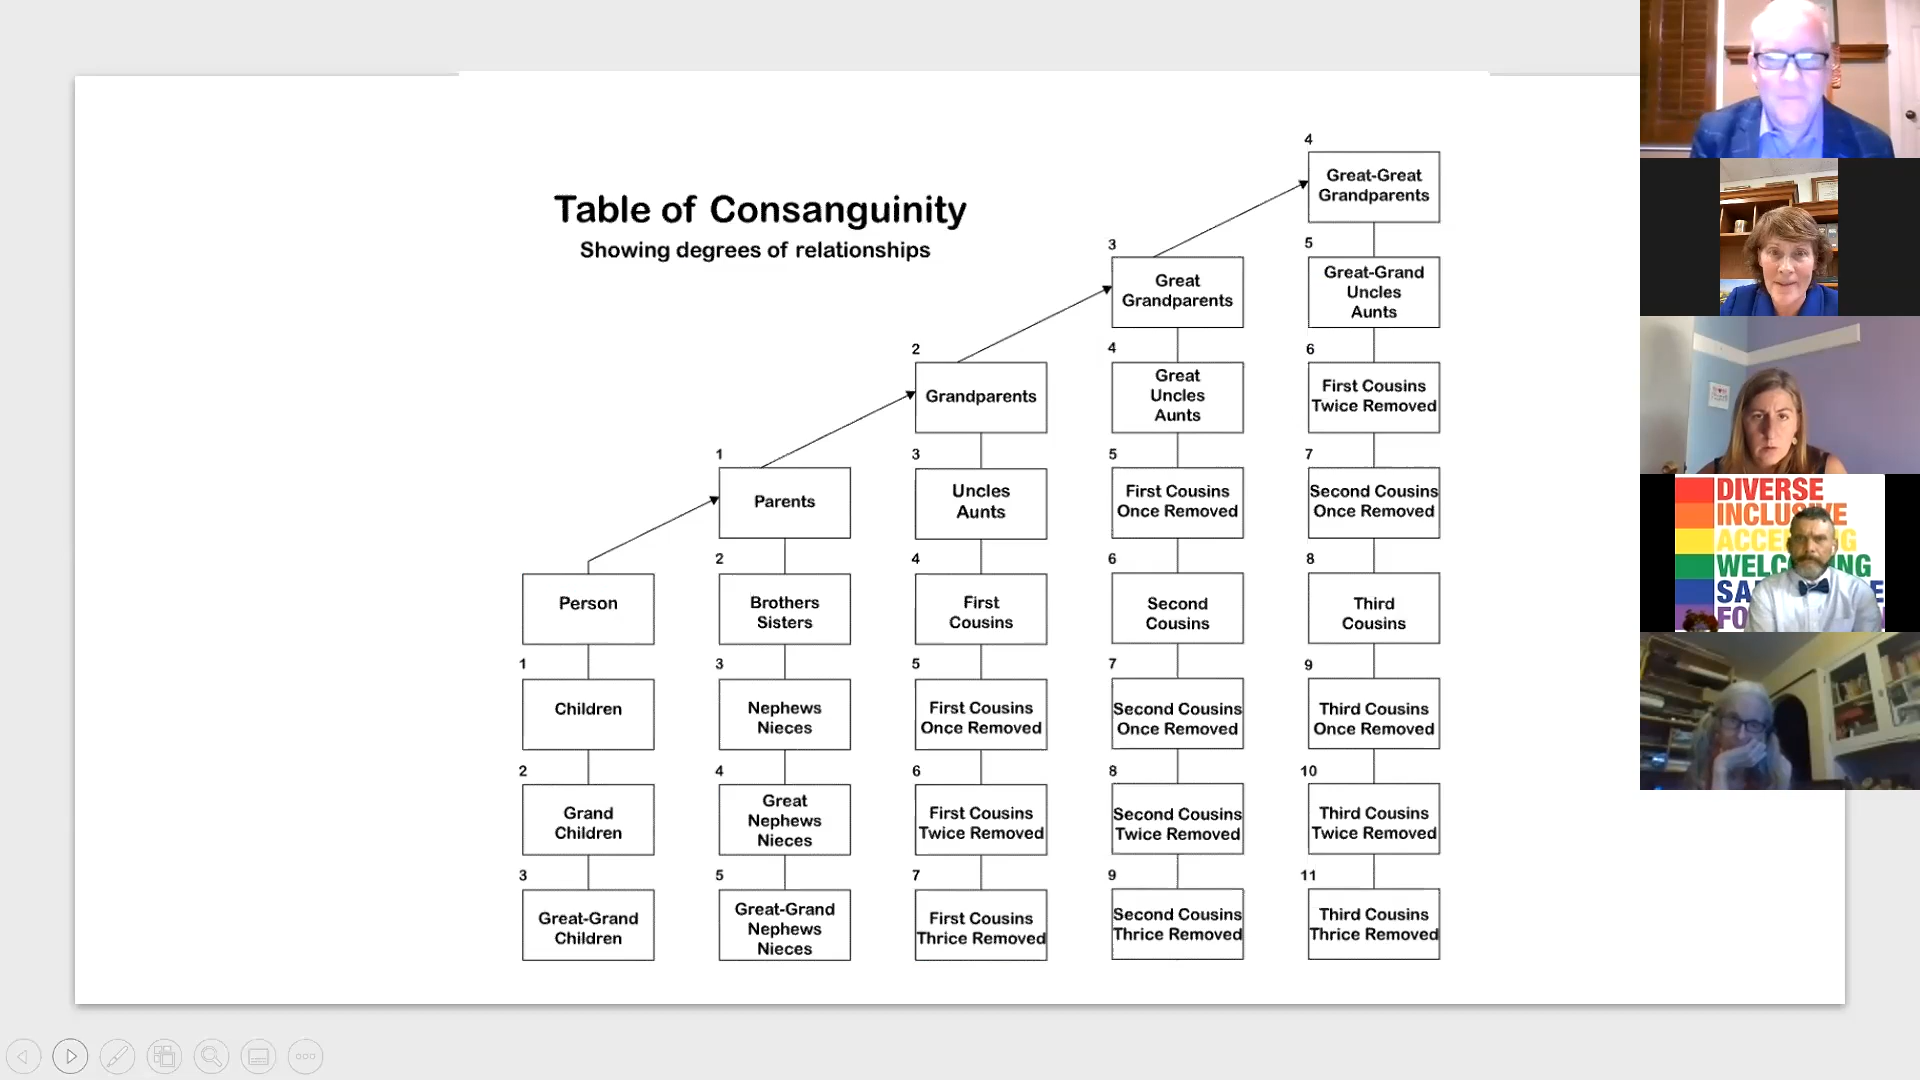 Table of Consanguinity
Showing degrees of relationships
4
Great-Great
Grandparents
3
Great
Grandparents
5
Great-Grand
Uncles
Aunts
2
Grandparents
4
Great
Uncles
Aunts
6
First Cousins
Twice Removed
1
Parents
3
Uncles
Aunts
5
First Cousins
Once Removed
7
Second Cousins
Once Removed
Person
2
Brothers
Sisters
4
First
Cousins
6
Second
Cousins
8
Third
Cousins
1
Children
3
Nephews
Nieces
5
First Cousins
Once Removed
7
Second Cousins
Once Removed
9
Third Cousins
Once Removed
2
Grand
Children
4
Great
Nephews
Nieces
6
First Cousins
Twice Removed
8
Second Cousins
Twice Removed
10
Third Cousins
Twice Removed
3
Great-Grand
Children
5
Great-Grand
Nephews
Nieces
7
First Cousins
Thrice Removed
9
Second Cousins
Thrice Removed
11
Third Cousins
Thrice Removed
DIVERSE